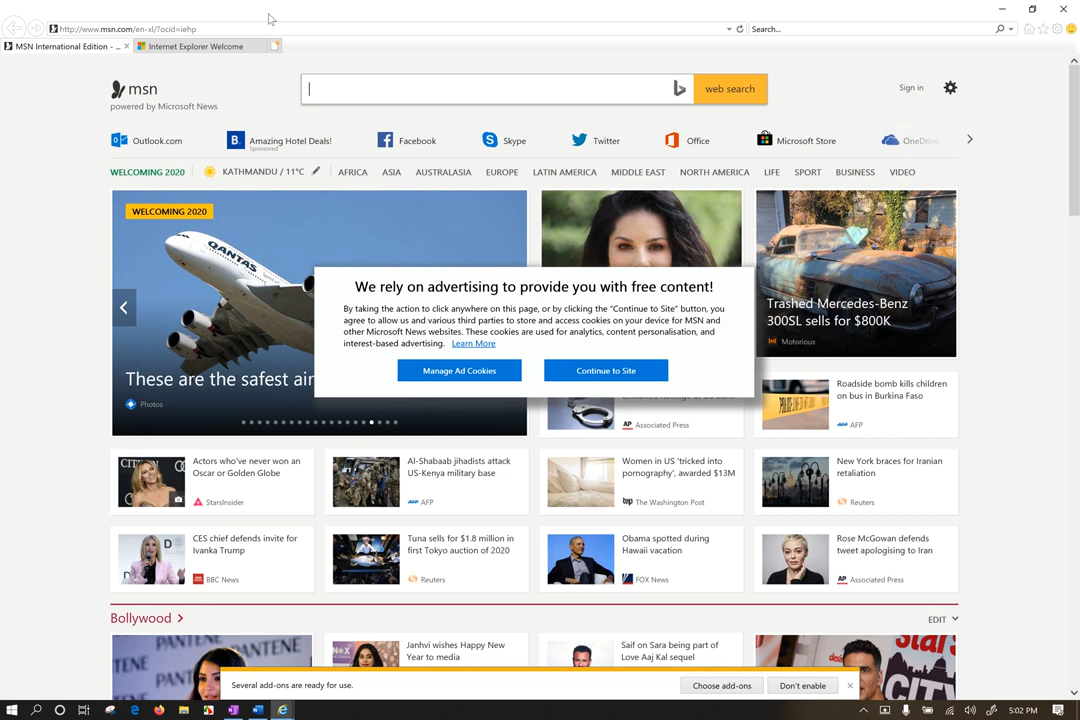 http://www.msn.com/en-xl/?ocid=iehp
Search...
MSN International Edition - ...
Internet Explorer Welcome
msn
powered by Microsoft News
web search
Sign in
Outlook.com
Amazing Hotel Deals!
Sponsored
Facebook
Skype
Twitter
Office
Microsoft Store
OneDrive
WELCOMING 2020
KATHMANDU / 11°C
AFRICA
ASIA
AUSTRALASIA
EUROPE
LATIN AMERICA
MIDDLE EAST
NORTH AMERICA
LIFE
SPORT
BUSINESS
VIDEO
WELCOMING 2020
QANTAS
These are the safest air
Photos
We rely on advertising to provide you with free content!
By taking the action to click anywhere on this page, or by clicking the "Continue to Site" button, you
agree to allow us and various third parties to store and access cookies on your device for MSN and
other Microsoft News websites. These cookies are used for analytics, content personalisation, and
interest-based advertising. Learn More
Manage Ad Cookies
Continue to Site
Trashed Mercedes-Benz
300SL sells for $800K
Motorious
AP Associated Press
Roadside bomb kills children
on bus in Burkina Faso
AFP
Actors who've never won an
Oscar or Golden Globe
StarsInsider
Al-Shabaab jihadists attack
US-Kenya military base
AFP
Women in US 'tricked into
pornography', awarded $13M
wp The Washington Post
New York braces for Iranian
retaliation
Reuters
CES chief defends invite for
Ivanka Trump
BBC News
Tuna sells for $1.8 million in
first Tokyo auction of 2020
Reuters
Obama spotted during
Hawaii vacation
FOX News
Rose McGowan defends
tweet apologising to Iran
AP Associated Press
Bollywood >
EDIT
PANTENE
Janhvi wishes Happy New
Year to media
Saif on Sara being part of
Love Aaj Kal sequel
Several add-ons are ready for use.
Choose add-ons
Don't enable
5:02 PM